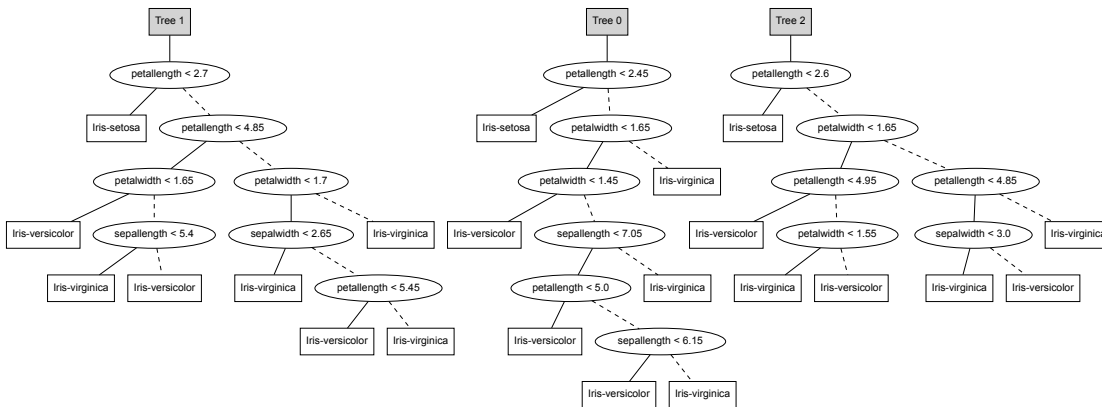 Tree 1
Tree 0
Tree 2
petallength < 2.7
petallength < 2.45
petallength < 2.6
Iris-setosa
petallength < 4.85
Iris-setosa
petalwidth < 1.65
Iris-setosa
petalwidth < 1.65
petalwidth < 1.65
petalwidth < 1.7
petalwidth < 1.45
Iris-virginica
petallength < 4.95
petallength < 4.85
Iris-versicolor
sepallength < 5.4
sepalwidth < 2.65
Iris-virginica
Iris-versicolor
sepallength < 7.05
Iris-versicolor
petalwidth < 1.55
sepalwidth < 3.0
Iris-virginica
Iris-virginica
Iris-versicolor
Iris-virginica
petallength < 5.45
petallength < 5.0
Iris-virginica
Iris-virginica
Iris-versicolor
Iris-virginica
Iris-versicolor
Iris-versicolor
Iris-virginica
Iris-versicolor
sepallength < 6.15
Iris-versicolor
Iris-virginica